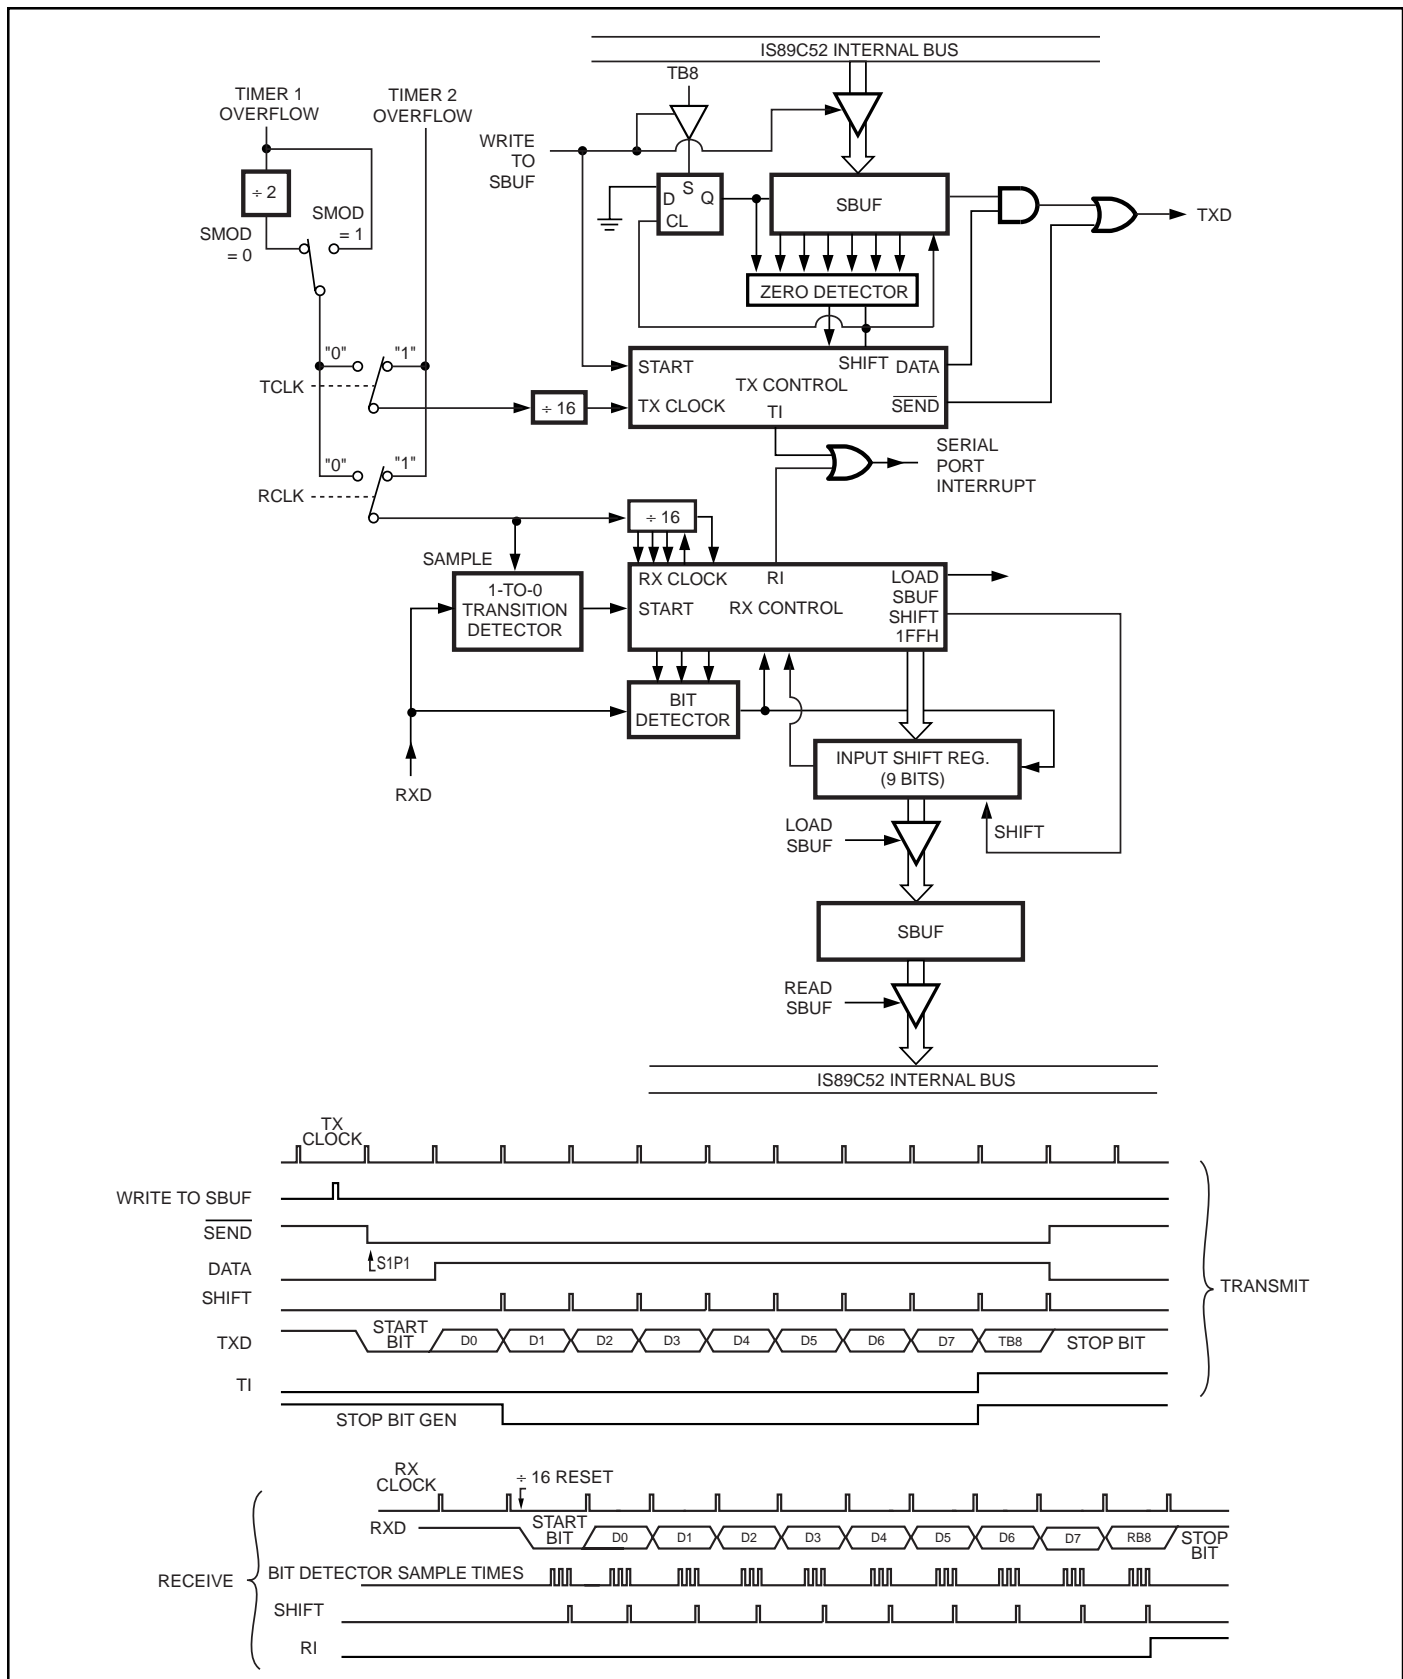 IS89C52 INTERNAL BUS
TB8
TIMER 1
OVERFLOW
TIMER 2
OVERFLOW
WRITE
TO
SBUF
÷ 2
SMOD
= 1
SMOD
= 0
D
S
Q
CL
SBUF
TXD
ZERO DETECTOR
"0"
"1"
TCLK
÷ 16
START
SHIFT
DATA
TX CONTROL
TX CLOCK
TI
SEND
SERIAL
PORT
INTERRUPT
"0"
"1"
RCLK
÷ 16
SAMPLE
1-TO-0
TRANSITION
DETECTOR
RX CLOCK
RI
LOAD
SBUF
START
RX CONTROL
SHIFT
1FFH
BIT
DETECTOR
INPUT SHIFT REG.
(9 BITS)
RXD
LOAD
SBUF
SHIFT
SBUF
READ
SBUF
IS89C52 INTERNAL BUS
TX
CLOCK
WRITE TO SBUF
SEND
S1P1
DATA
SHIFT
TRANSMIT
TXD
START
BIT
D0
D1
D2
D3
D4
D5
D6
D7
TB8
STOP BIT
TI
STOP BIT GEN
RX
CLOCK
÷ 16 RESET
RXD
START
BIT
D0
D1
D2
D3
D4
D5
D6
D7
RB8
STOP
BIT
RECEIVE
BIT DETECTOR SAMPLE TIMES
SHIFT
RI